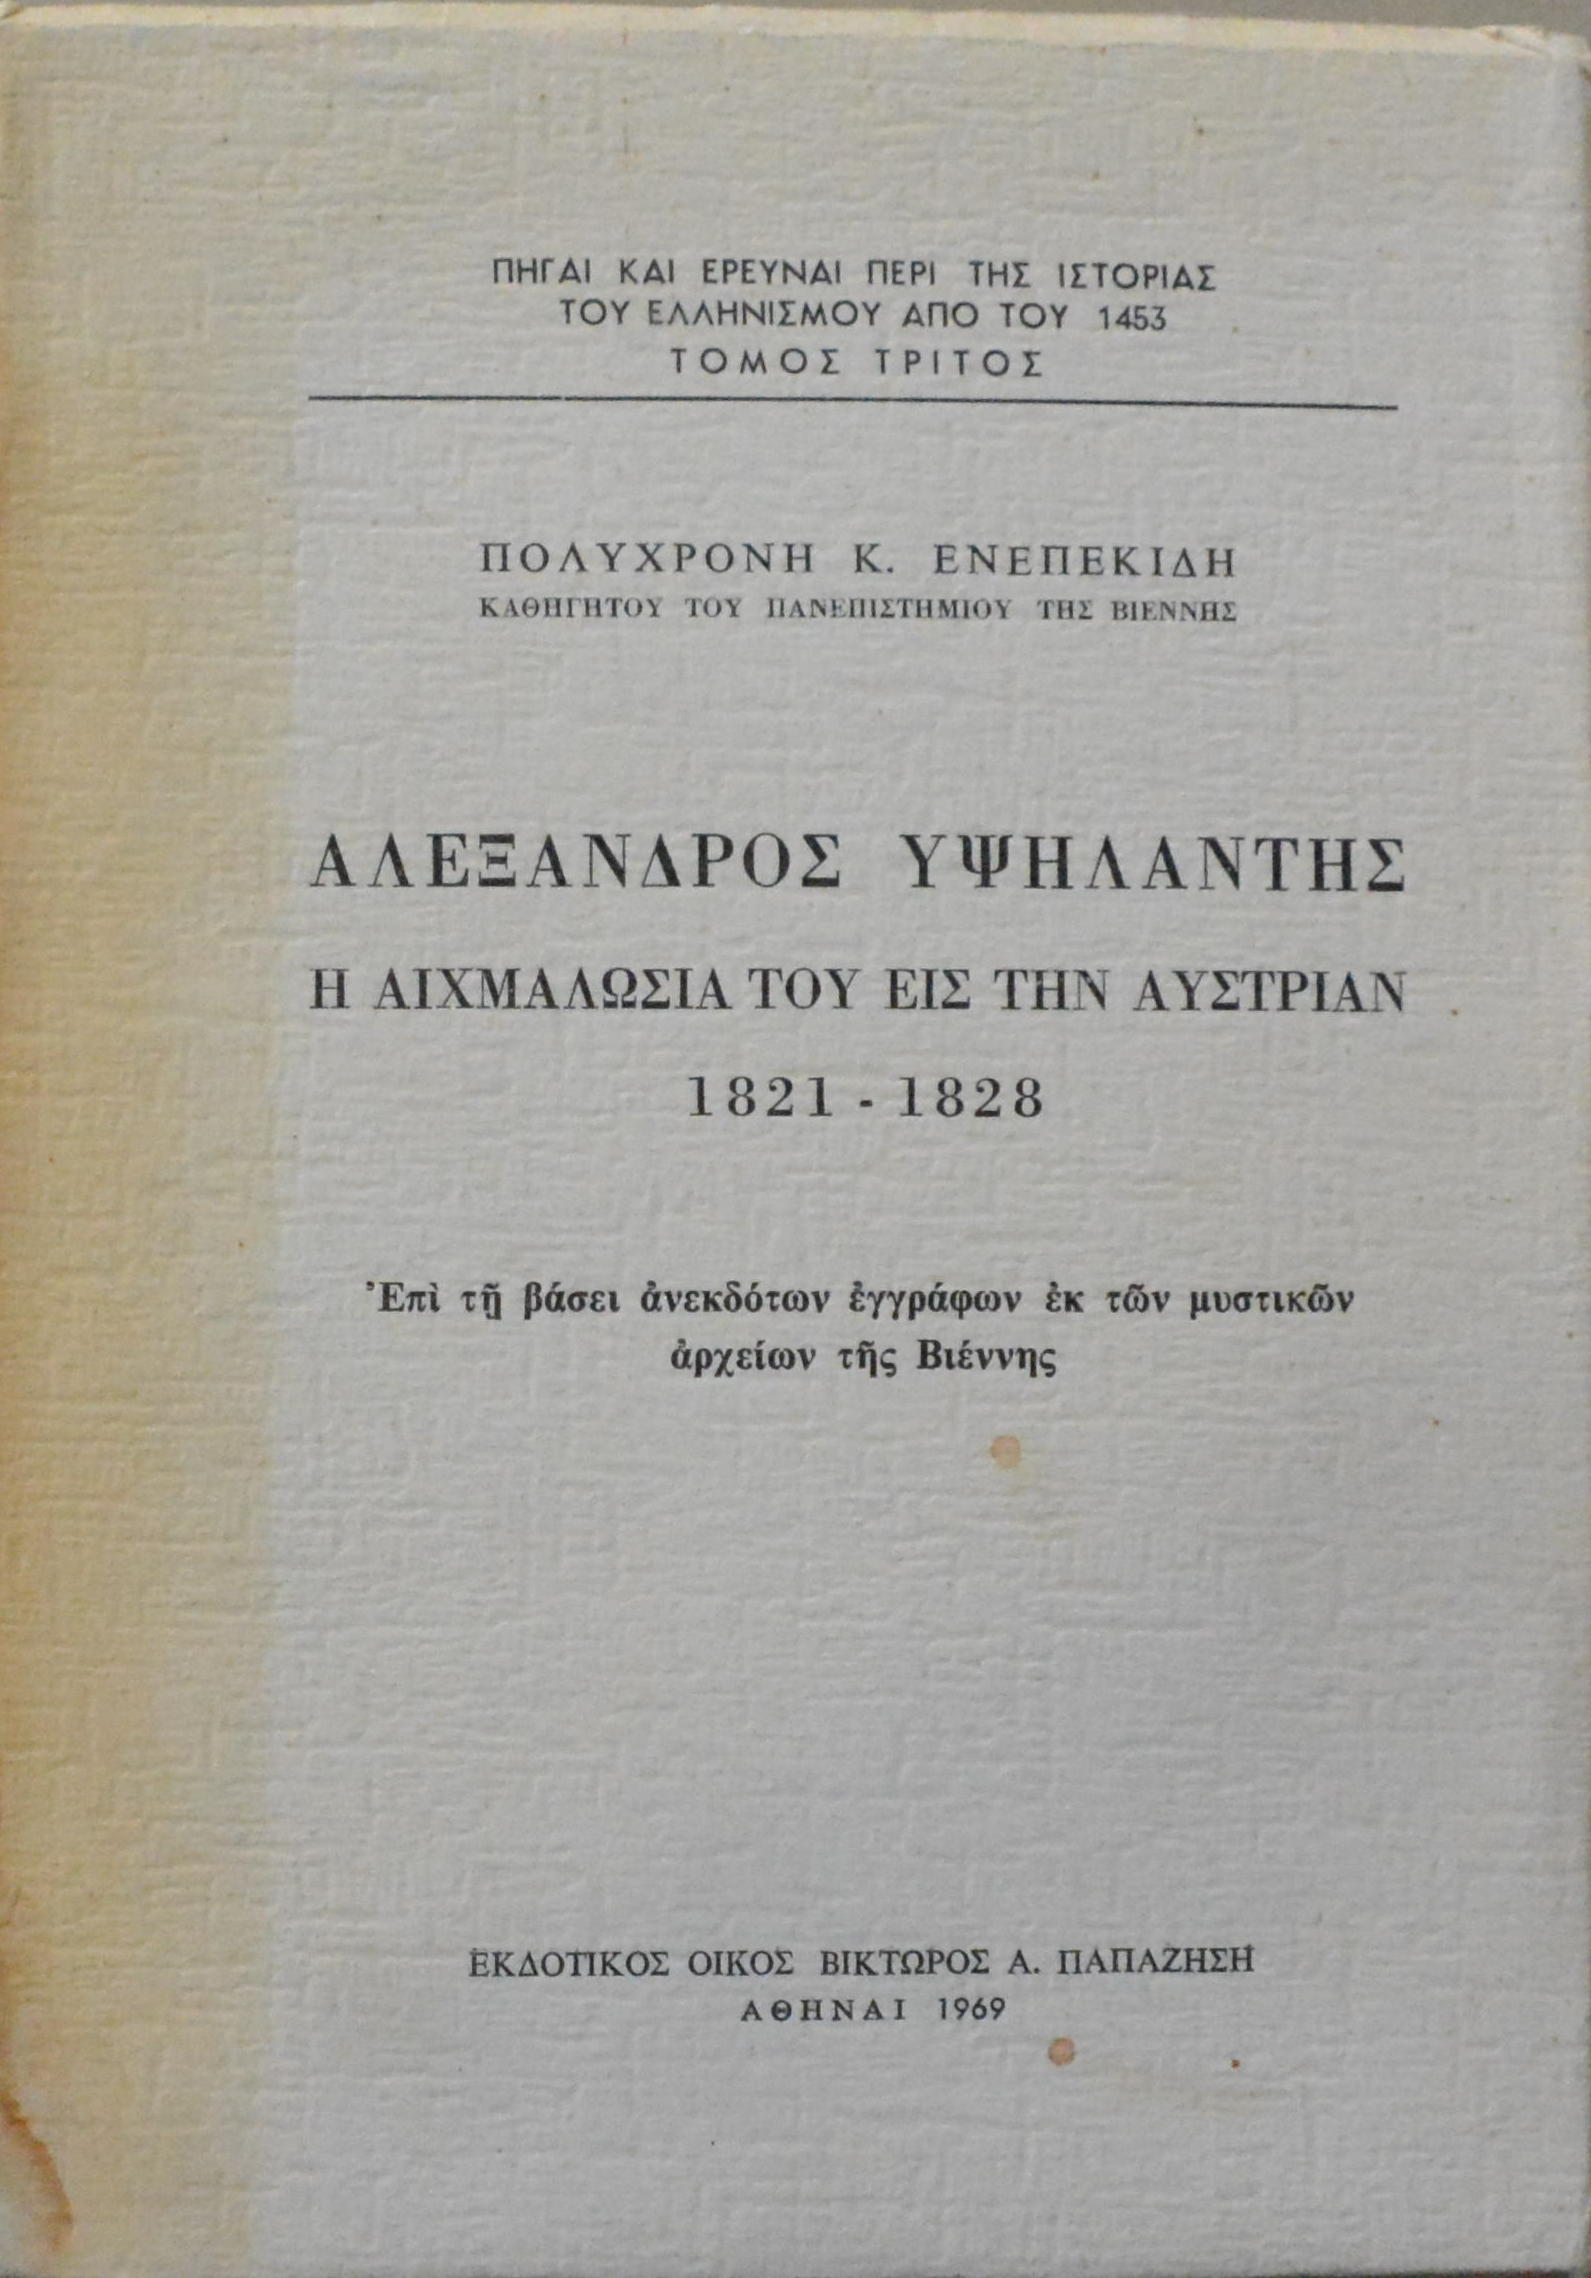 ΠΗΓΑΙ ΚΑΙ ΕΡΕΥΝΑΙ ΠΕΡΙ ΤΗΣ ΙΣΤΟΡΙΑΣ
ΤΟΥ ΕΛΛΗΝΙΣΜΟΥ ΑΠΟ ΤΟΥ 1453
ΤΟΜΟΣ ΤΡΙΤΟΣ
ΠΟΛΥΧΡΟΝΗ Κ. ΕΝΕΠΕΚΙΔΗ
ΚΑΘΗΓΗΤΟΥ ΤΟΥ ΠΑΝΕΠΙΣΤΗΜΙΟΥ ΤΗΣ ΒΙΕΝΝΗΣ
ΑΛΕΞΑΝΔΡΟΣ ΥΨΗΛΑΝΤΗΣ
Η ΑΙΧΜΑΛΩΣΙΑ ΤΟΥ ΕΙΣ ΤΗΝ ΑΥΣΤΡΙΑΝ
1821 - 1828
Ἐπὶ τῇ βάσει ἀνεκδότων ἐγγράφων ἐκ τῶν μυστικῶν
ἀρχείων τῆς Βιέννης
ΕΚΔΟΤΙΚΟΣ ΟΙΚΟΣ ΒΙΚΤΩΡΟΣ Α. ΠΑΠΑΖΗΣΗ
ΑΘΗΝΑΙ 1969